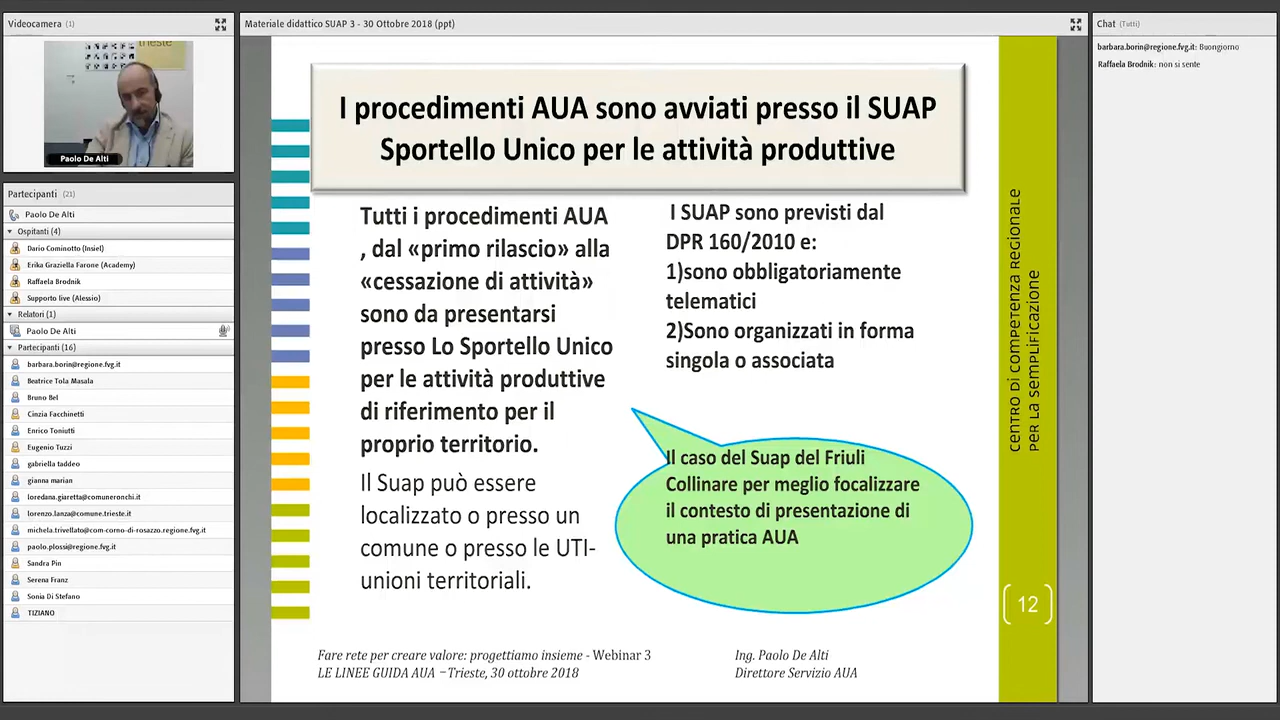 Videocamera (1)
trieste
Paolo De Alti
Partecipanti (21)
Paolo De Alti
Ospitanti (4)
Dario Cominotto (Insiel)
Erika Graziella Farone (Academy)
Raffaela Brodnik
Supporto live (Alessio)
Relatori (1)
Paolo De Alti
Partecipanti (16)
barbara.borin@regione.fvg.it
Beatrice Tola Masala
Bruno Bel
Cinzia Facchinetti
Enrico Toniutti
Eugenio Tuzzi
gabriella taddeo
gianna marian
loredana.giaretta@comuneronchi.it
lorenzo.lanza@comune.trieste.it
michela.trivellato@com-corno-di-rosazzo.regione.fvg.it
paolo.plossi@regione.fvg.it
Sandra Pin
Serena Franz
Sonia Di Stefano
TIZIANO
Materiale didattico SUAP 3 - 30 Ottobre 2018 (ppt)
I procedimenti AUA sono avviati presso il SUAP
Sportello Unico per le attività produttive
Tutti i procedimenti AUA
, dal «primo rilascio» alla
«cessazione di attività»
sono da presentarsi
presso Lo Sportello Unico
per le attività produttive
di riferimento per il
proprio territorio.
Il Suap può essere
localizzato o presso un
comune o presso le UTI-
unioni territoriali.
I SUAP sono previsti dal
DPR 160/2010 e:
1)sono obbligatoriamente
telematici
2)Sono organizzati in forma
singola o associata
Il caso del Suap del Friuli
Collinare per meglio focalizzare
il contesto di presentazione di
una pratica AUA
Fare rete per creare valore: progettiamo insieme - Webinar 3
LE LINEE GUIDA AUA –Trieste, 30 ottobre 2018
Ing. Paolo De Alti
Direttore Servizio AUA
CENTRO DI COMPETENZA REGIONALE
PER LA SEMPLIFICAZIONE
12
Chat (Tutti)
barbara.borin@regione.fvg.it: Buongiorno
Raffaela Brodnik: non si sente